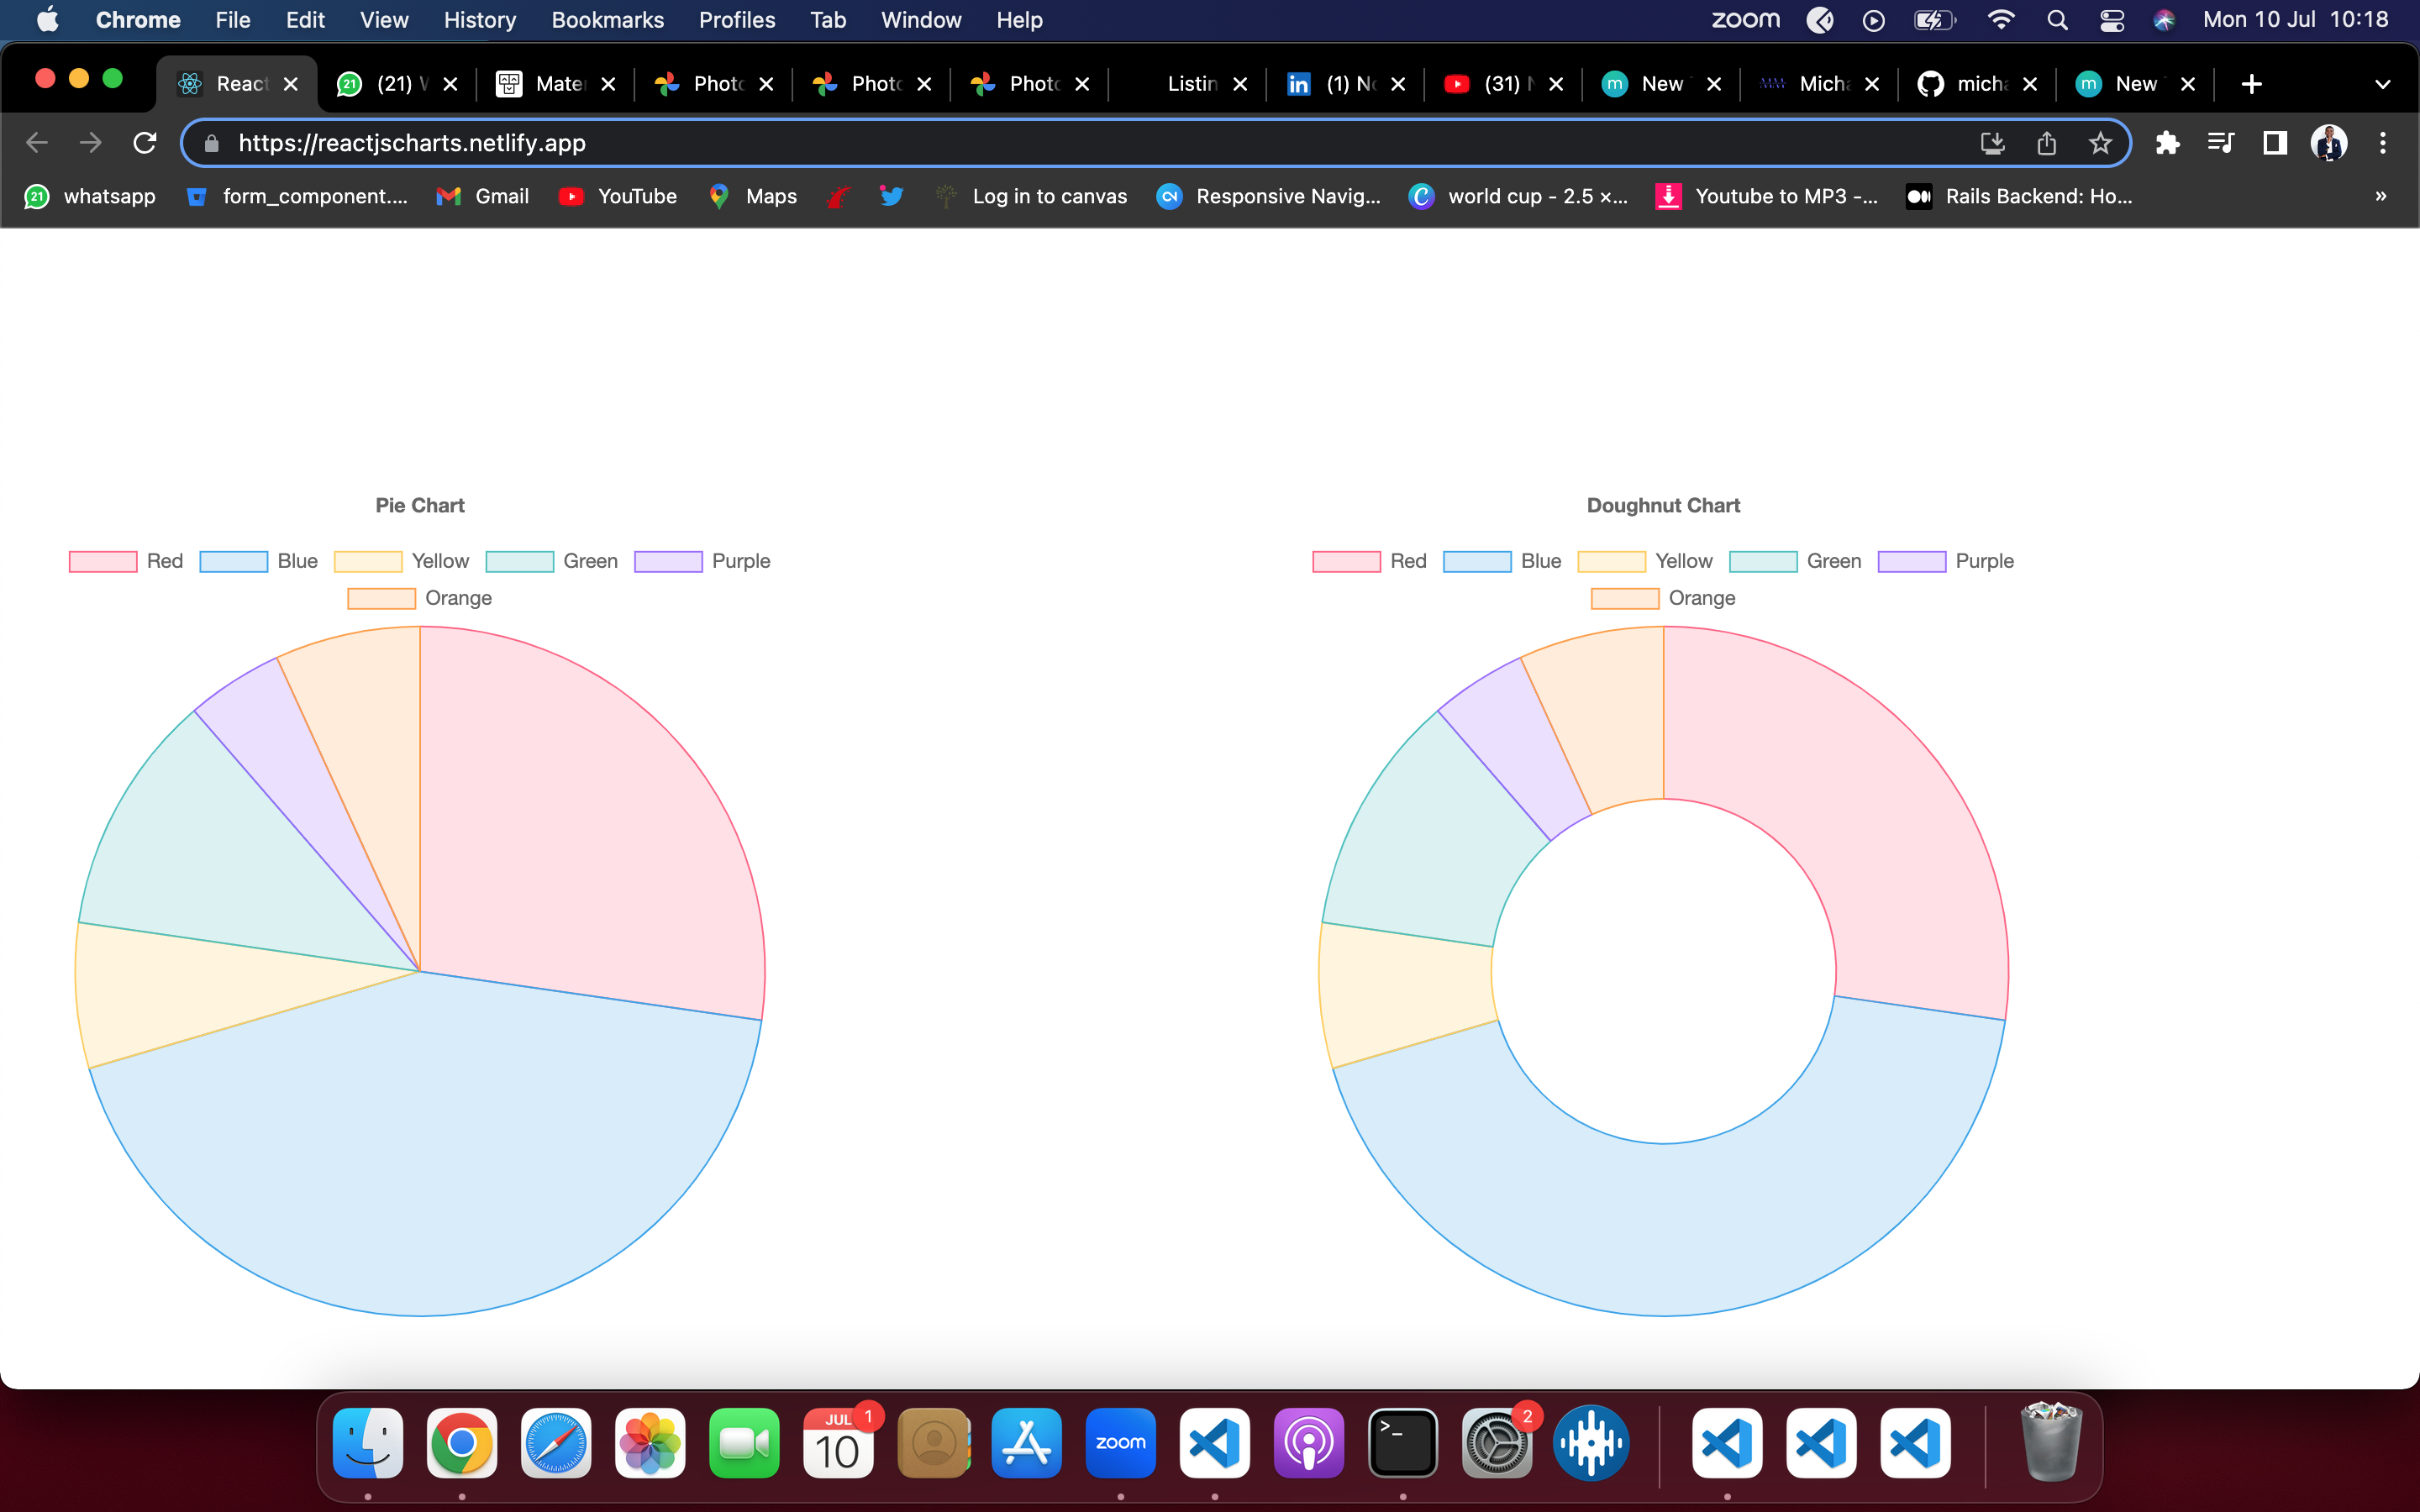 Chrome File Edit View History Bookmarks Profiles Tab Window Help zoom Mon 10 Jul 10:18
React (21) W Mate Photo Photo Photo Listin (1) No (31) N m New Micha micha m New
https://reactjscharts.netlify.app
whatsapp form_component.... Gmail YouTube Maps Log in to canvas Responsive Navig... world cup - 2.5 ×... Youtube to MP3 -... Rails Backend: Ho... »
Pie Chart
Red Blue Yellow Green Purple
Orange
Doughnut Chart
Red Blue Yellow Green Purple
Orange
JUL 1
10
zoom
>_
2